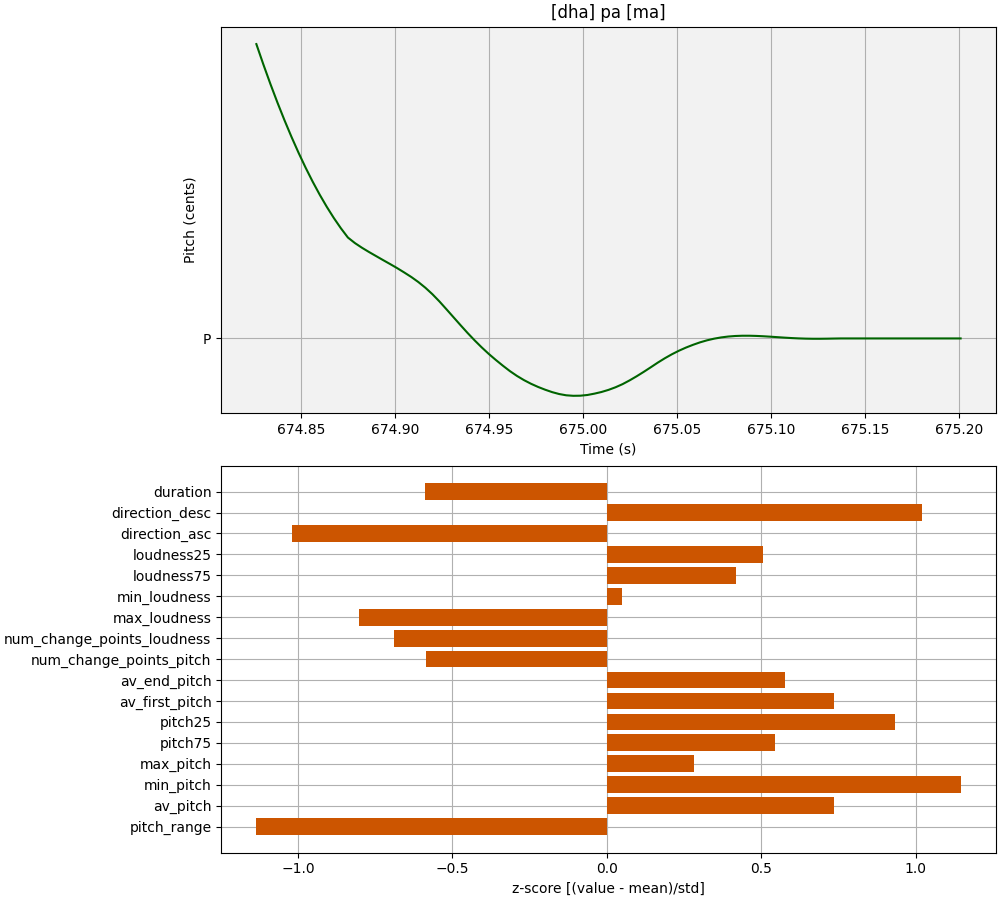 [dha] pa [ma]
Pitch (cents)
P
674.85 674.90 674.95 675.00 675.05 675.10 675.15 675.20
Time (s)
duration
direction_desc
direction_asc
loudness25
loudness75
min_loudness
max_loudness
num_change_points_loudness
num_change_points_pitch
av_end_pitch
av_first_pitch
pitch25
pitch75
max_pitch
min_pitch
av_pitch
pitch_range
−1.0 −0.5 0.0 0.5 1.0
z-score [(value - mean)/std]